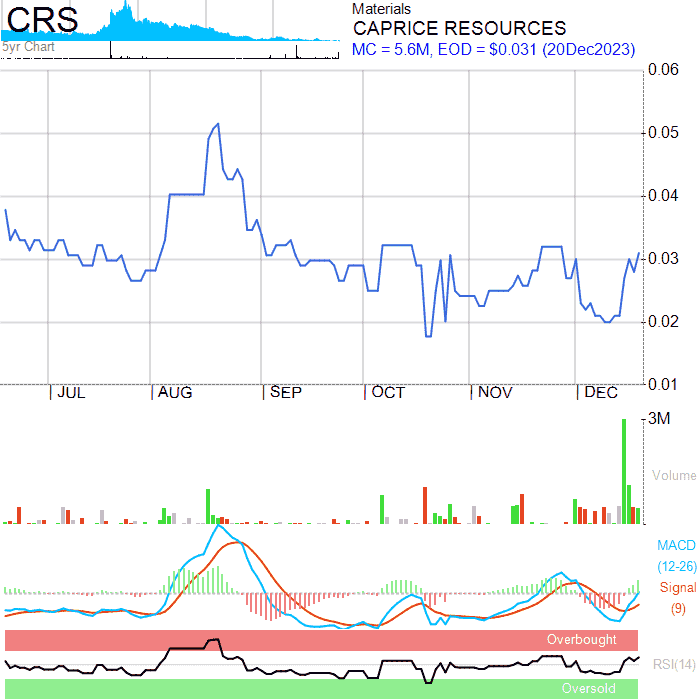 CRS
5yr Chart
Materials
CAPRICE RESOURCES
MC = 5.6M, EOD = $0.031 (20Dec2023)
0.06
0.05
0.04
0.03
0.02
0.01
JUL AUG SEP OCT NOV DEC
3M
Volume
MACD
(12-26)
Signal
(9)
Overbought
RSI(14)
Oversold